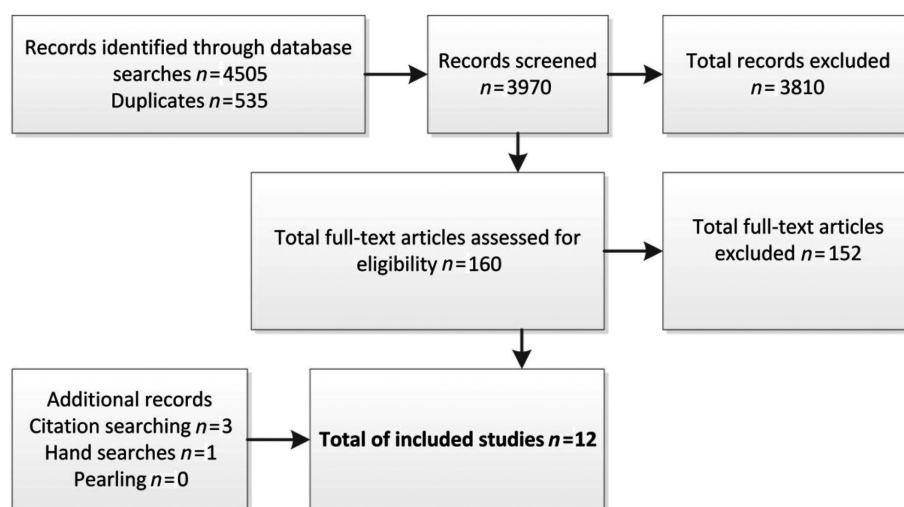 Records identified through database
searches n=4505
Duplicates n=535
Records screened
n=3970
Total records excluded
n= 3810
Total full-text articles assessed for
eligibility n=160
Total full-text articles
excluded n=152
Additional records
Citation searching n=3
Hand searches n=1
Pearling n=0
Total of included studies n=12